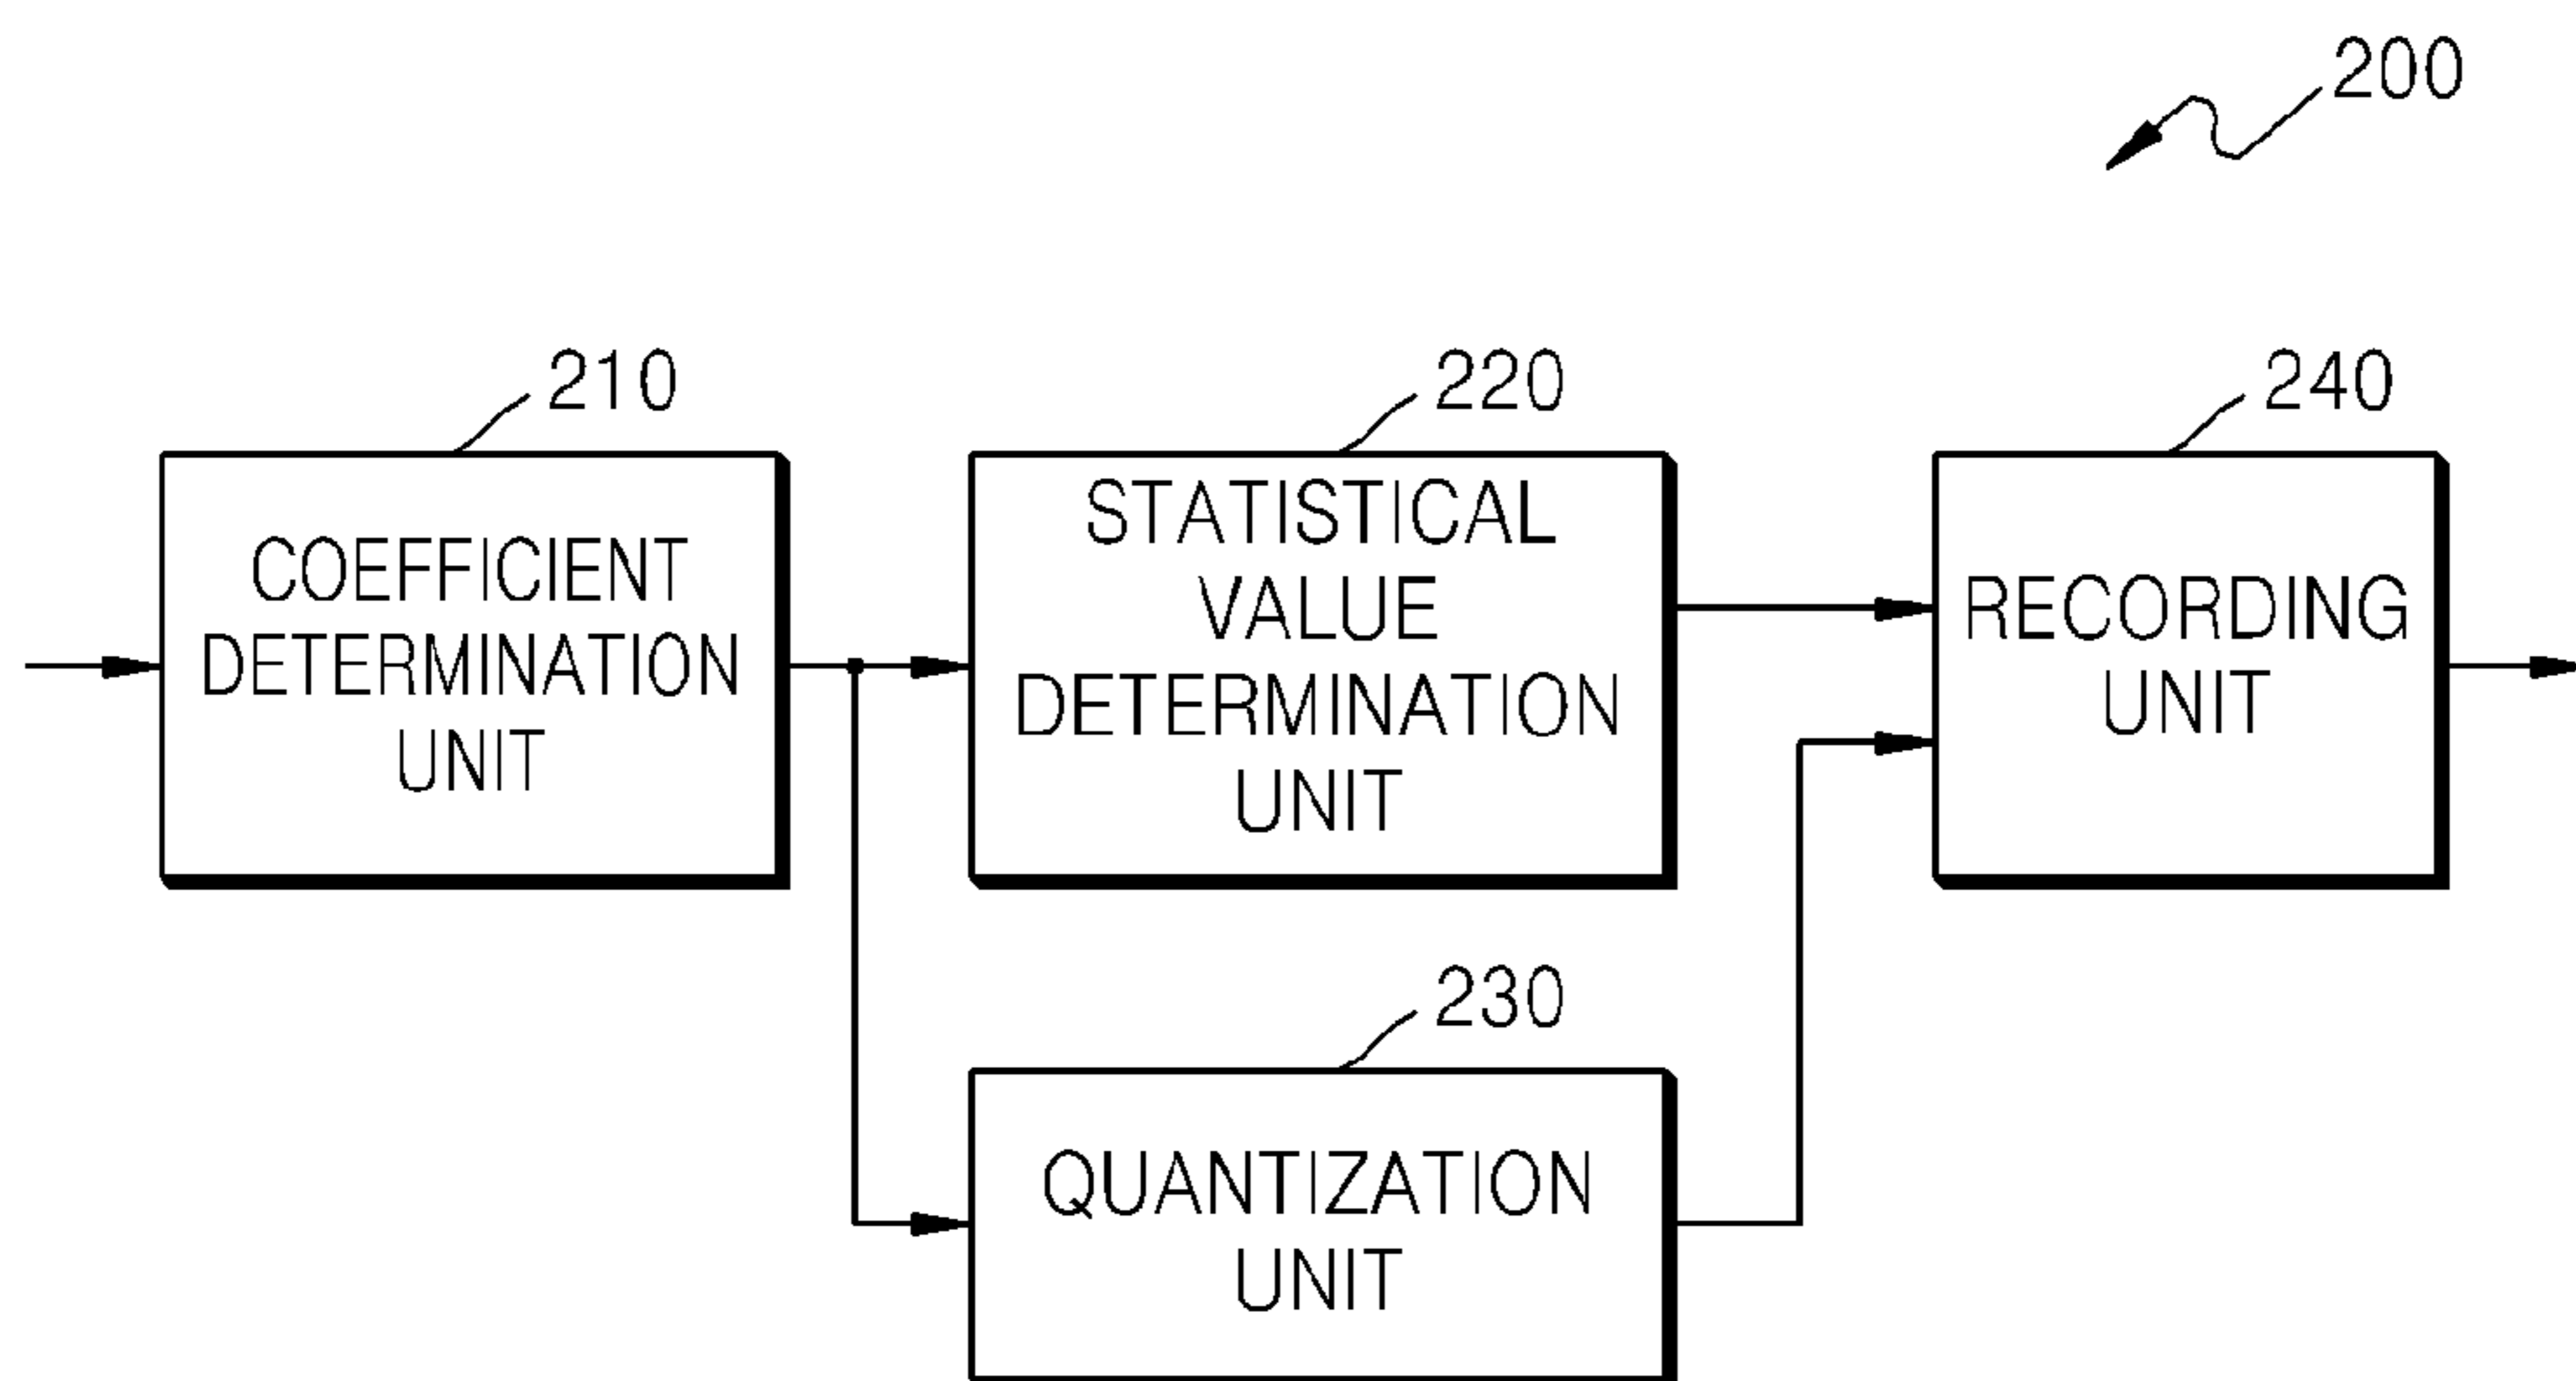 200
210
220
240
COEFFICIENT
DETERMINATION
UNIT
STATISTICAL
VALUE
DETERMINATION
UNIT
RECORDING
UNIT
230
QUANTIZATION
UNIT